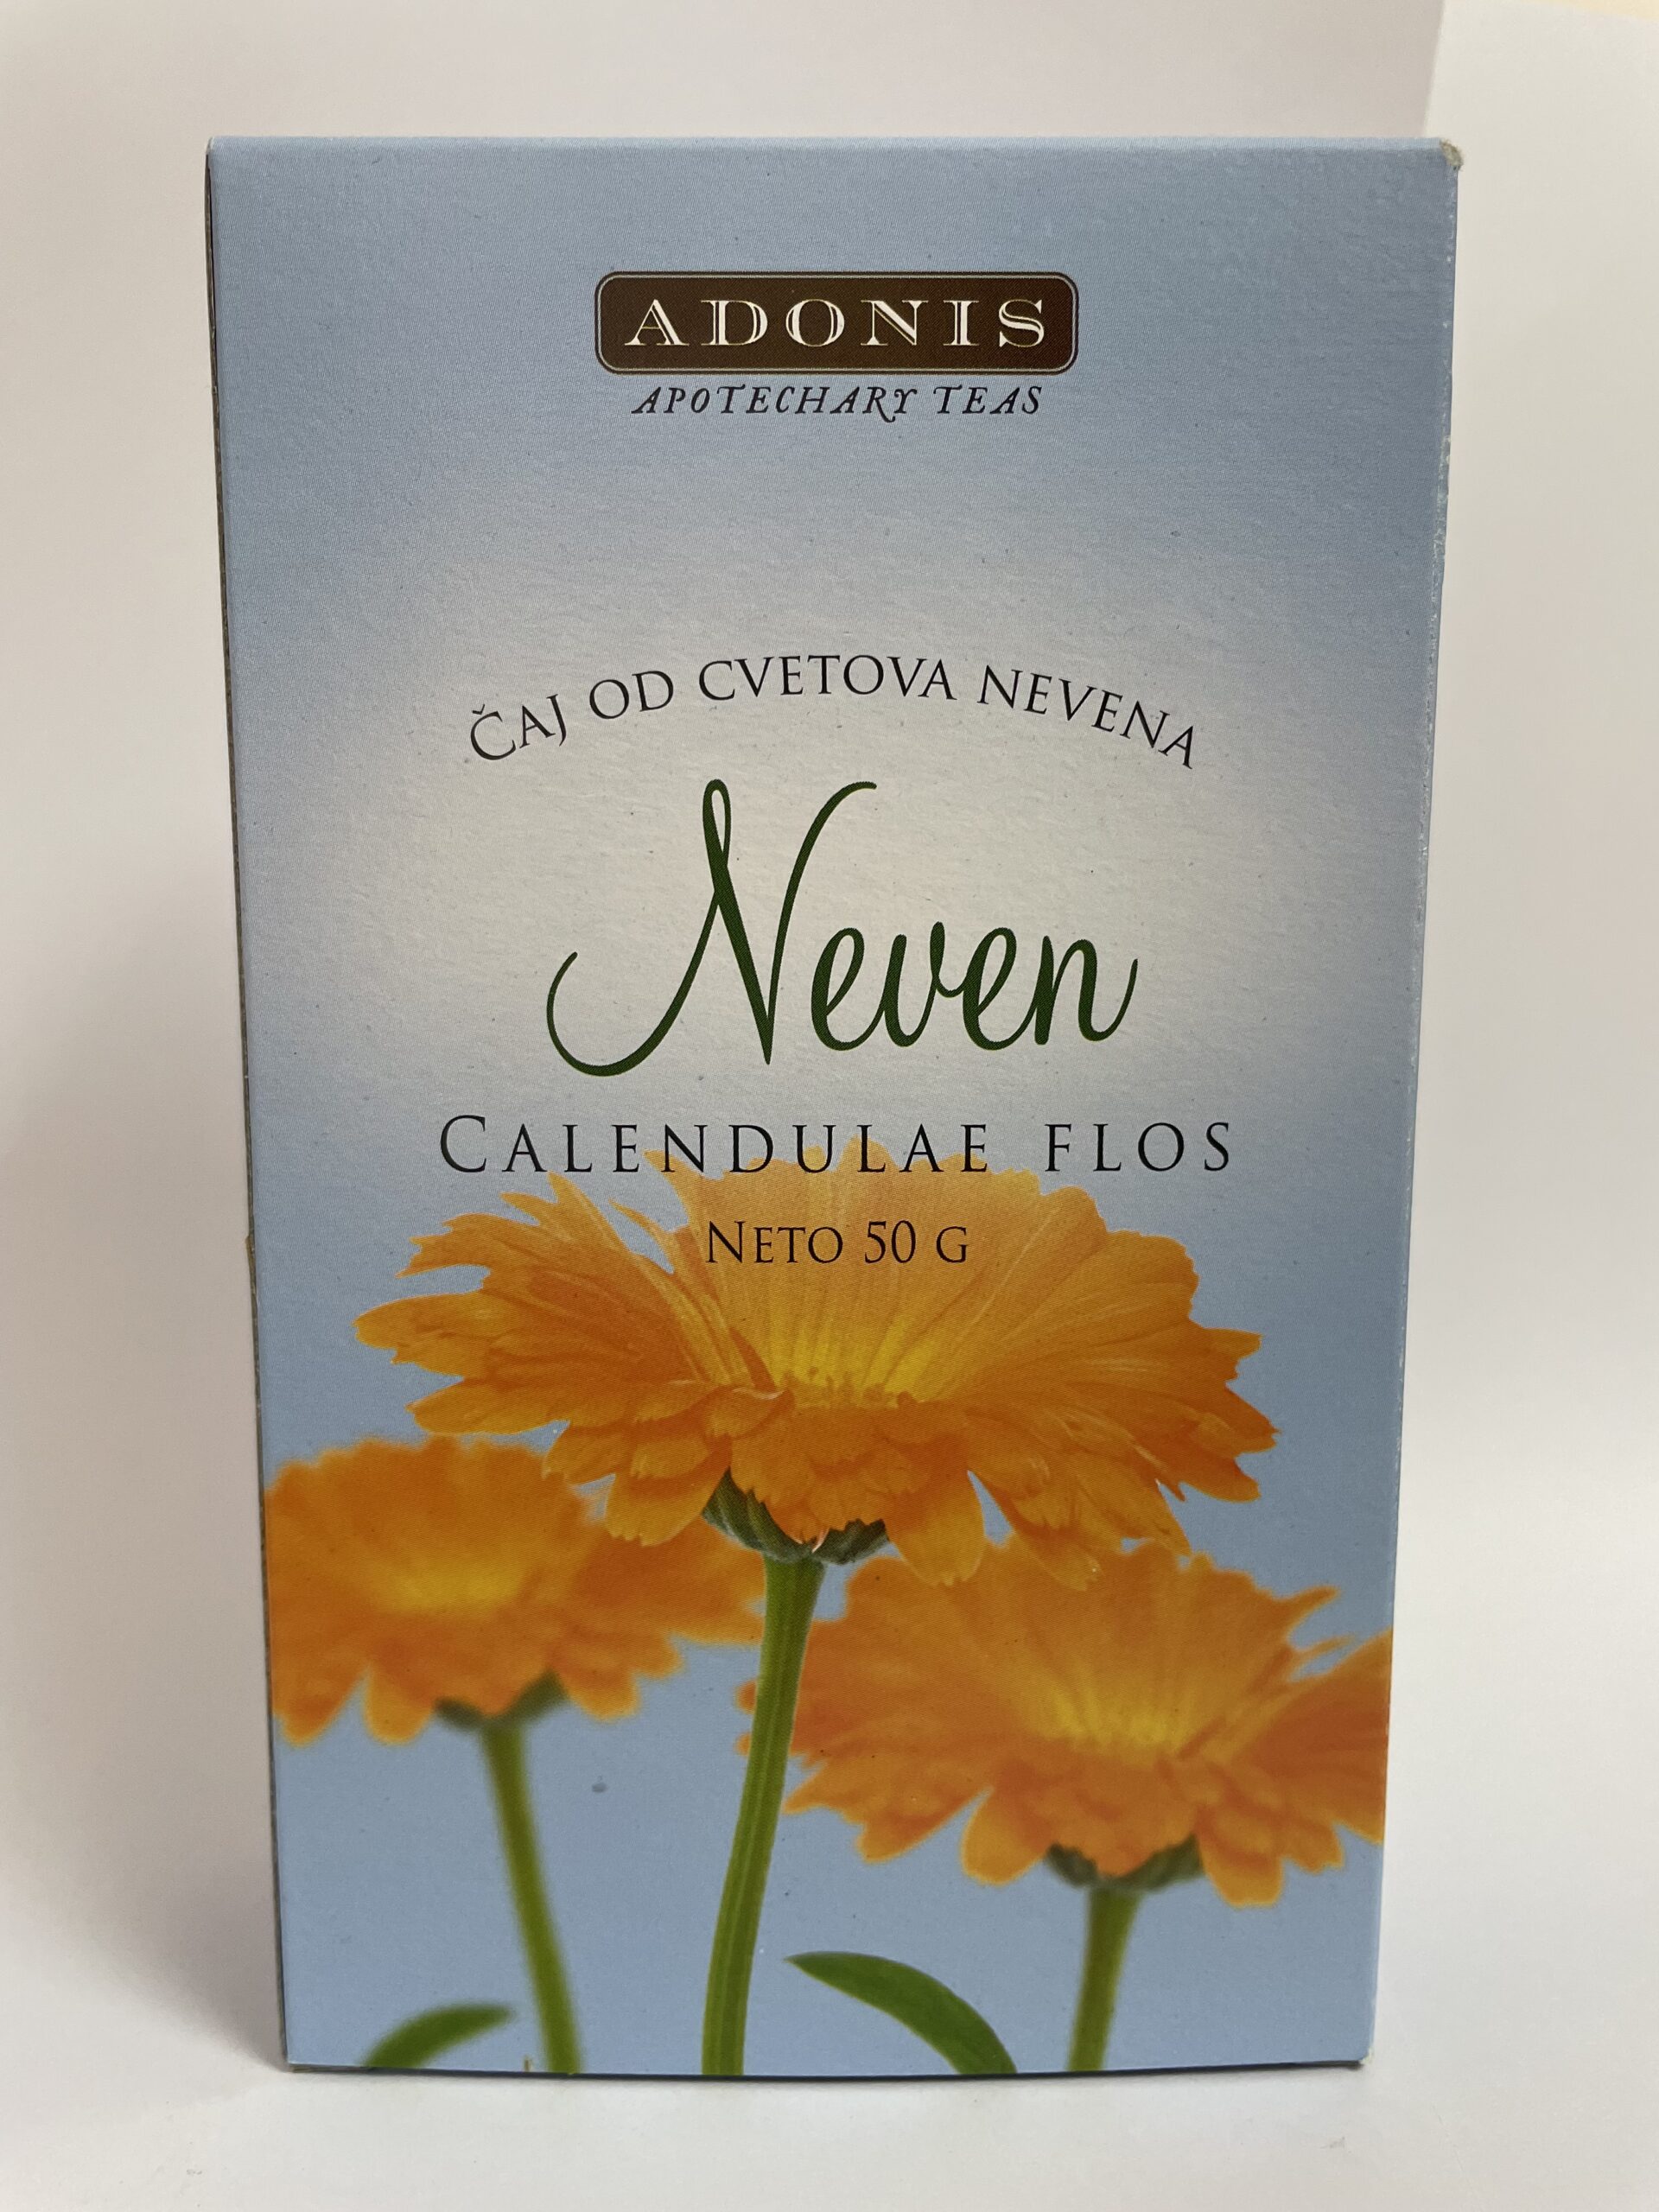 ADONIS
APOTECHARY TEAS
ČAJ OD CVETOVA NEVENA
Neven
CALENDULAE FLOS
NETO 50 G